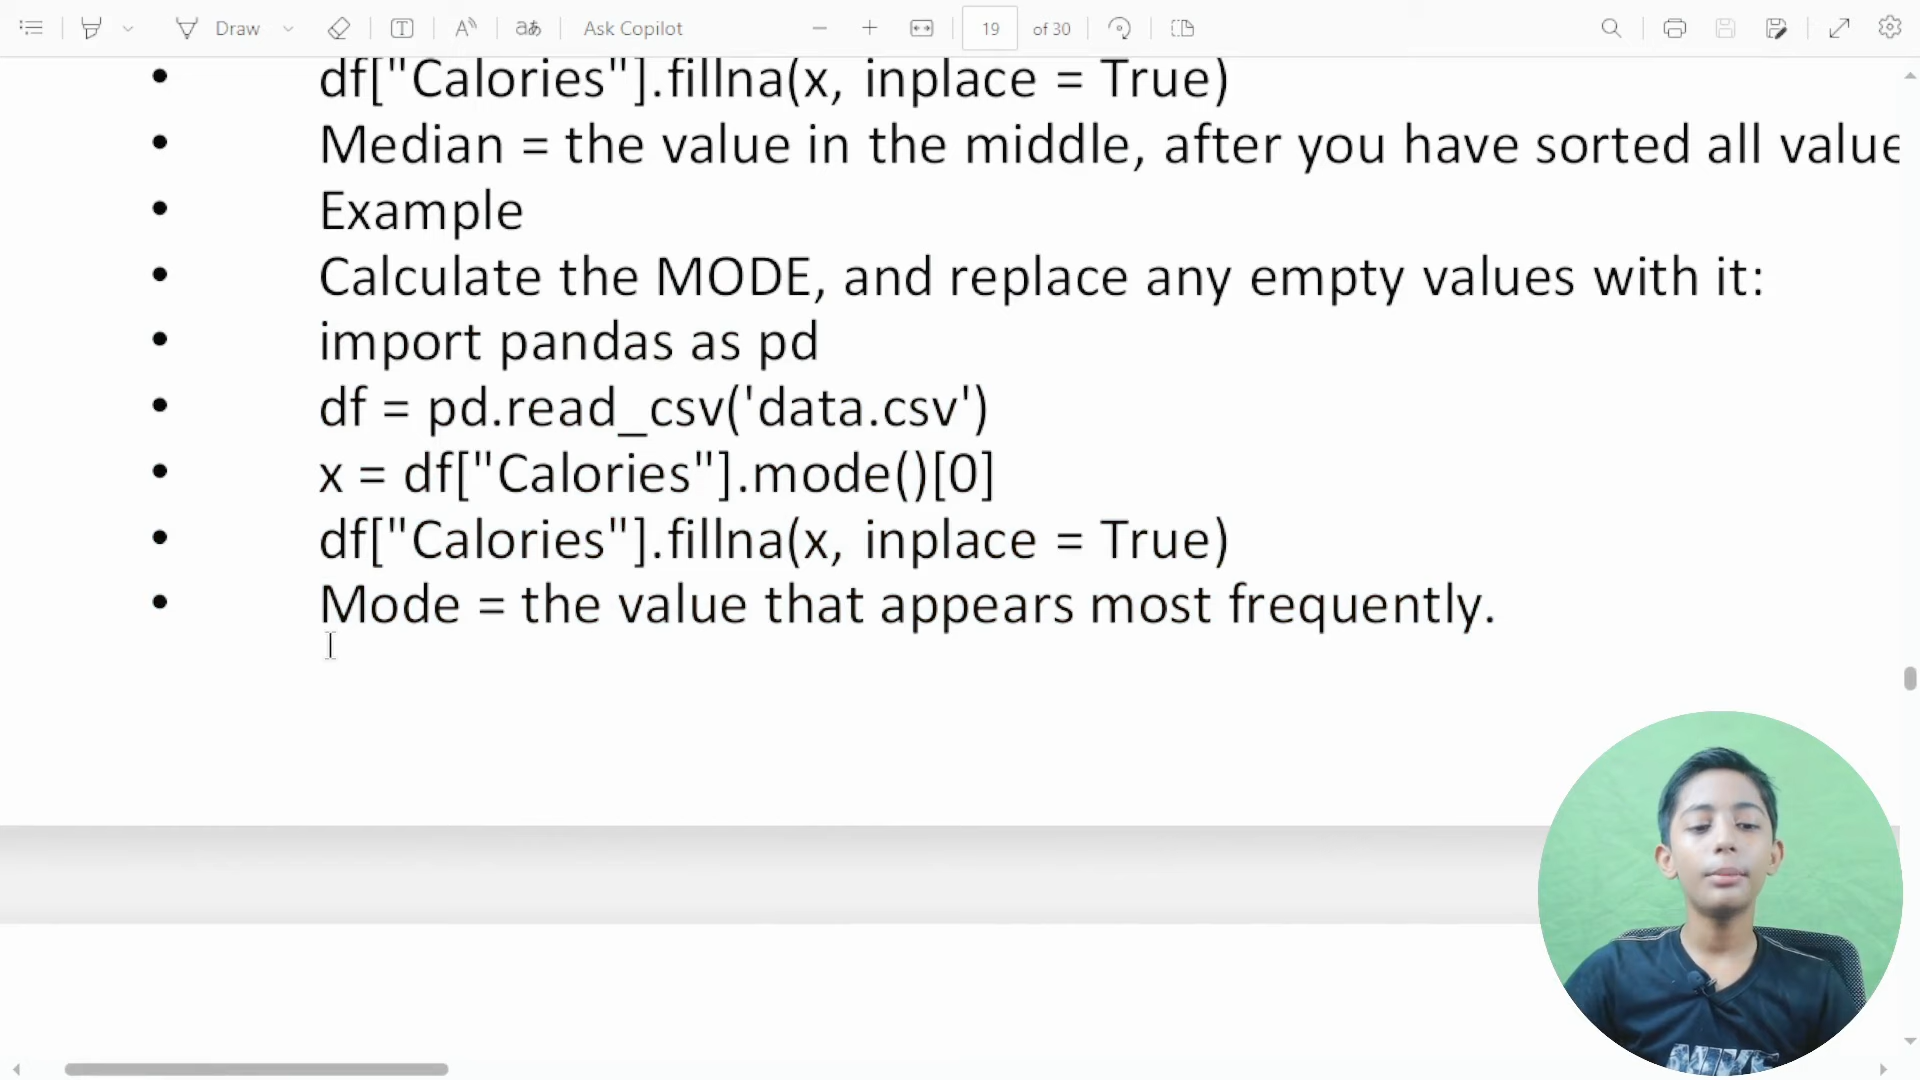 Draw
Ask Copilot
19 of 30
• df["Calories"].fillna(x, inplace = True)
• Median = the value in the middle, after you have sorted all value
• Example
• Calculate the MODE, and replace any empty values with it:
• import pandas as pd
• df = pd.read_csv('data.csv')
• x = df["Calories"].mode()[0]
• df["Calories"].fillna(x, inplace = True)
• Mode = the value that appears most frequently.